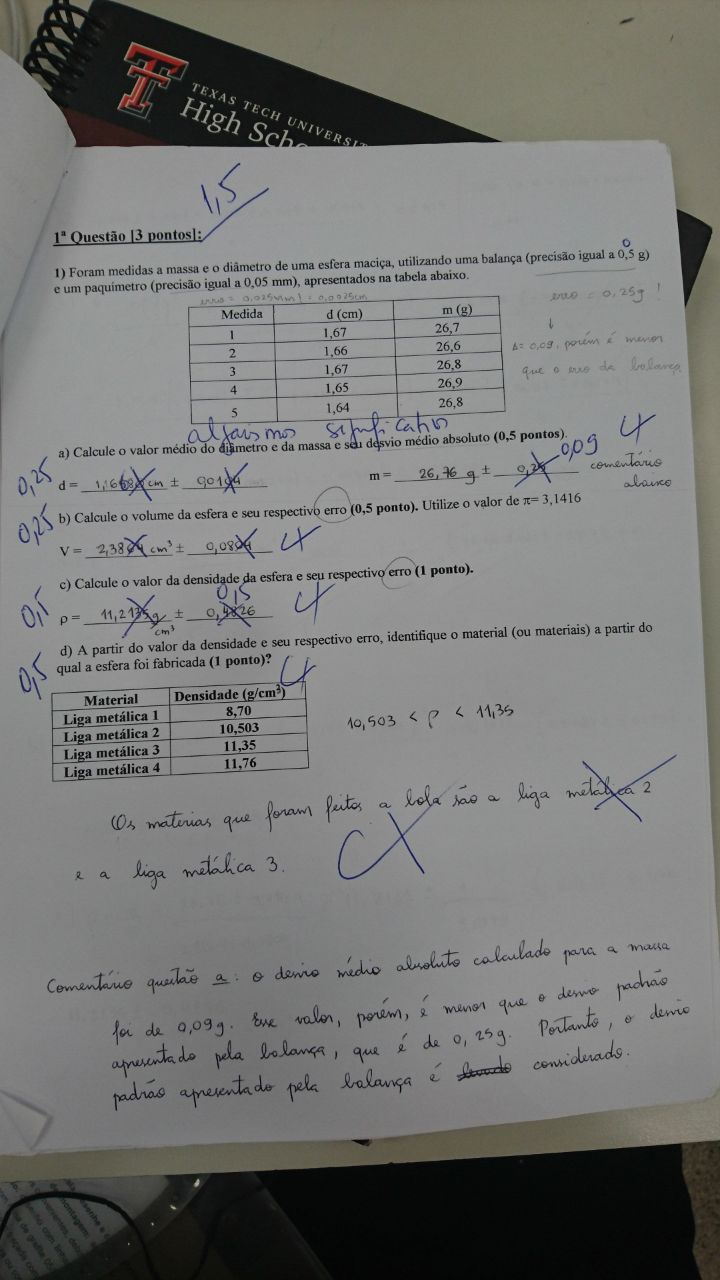 TEXAS TECH UNIVERSITY
High Scho
1,5
1ª Questão [3 pontos]:
0
1) Foram medidas a massa e o diâmetro de uma esfera maciça, utilizando uma balança (precisão igual a 0,5 g)
e um paquímetro (precisão igual a 0,05 mm), apresentados na tabela abaixo.
erro = 0,025mm! = 0,0025cm
erro = 0,25g !
Medida d (cm) m (g)
1 1,67 26,7
2 1,66 26,6
3 1,67 26,8
4 1,65 26,9
5 1,64 26,8
↓
Δ= 0,09, porém é menor
que o erro da balança
algarismos significativos
a) Calcule o valor médio do diâmetro e da massa e seu desvio médio absoluto (0,5 pontos).
0,25
d = cm ± m = 26,76 g ± 0,25 0,09 comentário
abaixo
0,25 b) Calcule o volume da esfera e seu respectivo erro (0,5 ponto). Utilize o valor de π= 3,1416
V = cm³ ±
c) Calcule o valor da densidade da esfera e seu respectivo erro (1 ponto).
0,5 ρ = 11,2135 g/cm³ ± 0,4826 0,15
d) A partir do valor da densidade e seu respectivo erro, identifique o material (ou materiais) a partir do
0,5 qual a esfera foi fabricada (1 ponto)?
Material Densidade (g/cm³)
Liga metálica 1 8,70
Liga metálica 2 10,503
Liga metálica 3 11,35
Liga metálica 4 11,76
10,503 < ρ < 11,35
Os materias que foram feitos a bola são a liga metálica 2
e a liga metálica 3.
Comentário questão a: o desvio médio absoluto calculado para a massa
foi de 0,09g. Esse valor, porém, é menor que o desvio padrão
apresentado pela balança, que é de 0,25g. Portanto, o desvio
padrão apresentado pela balança é considerado.